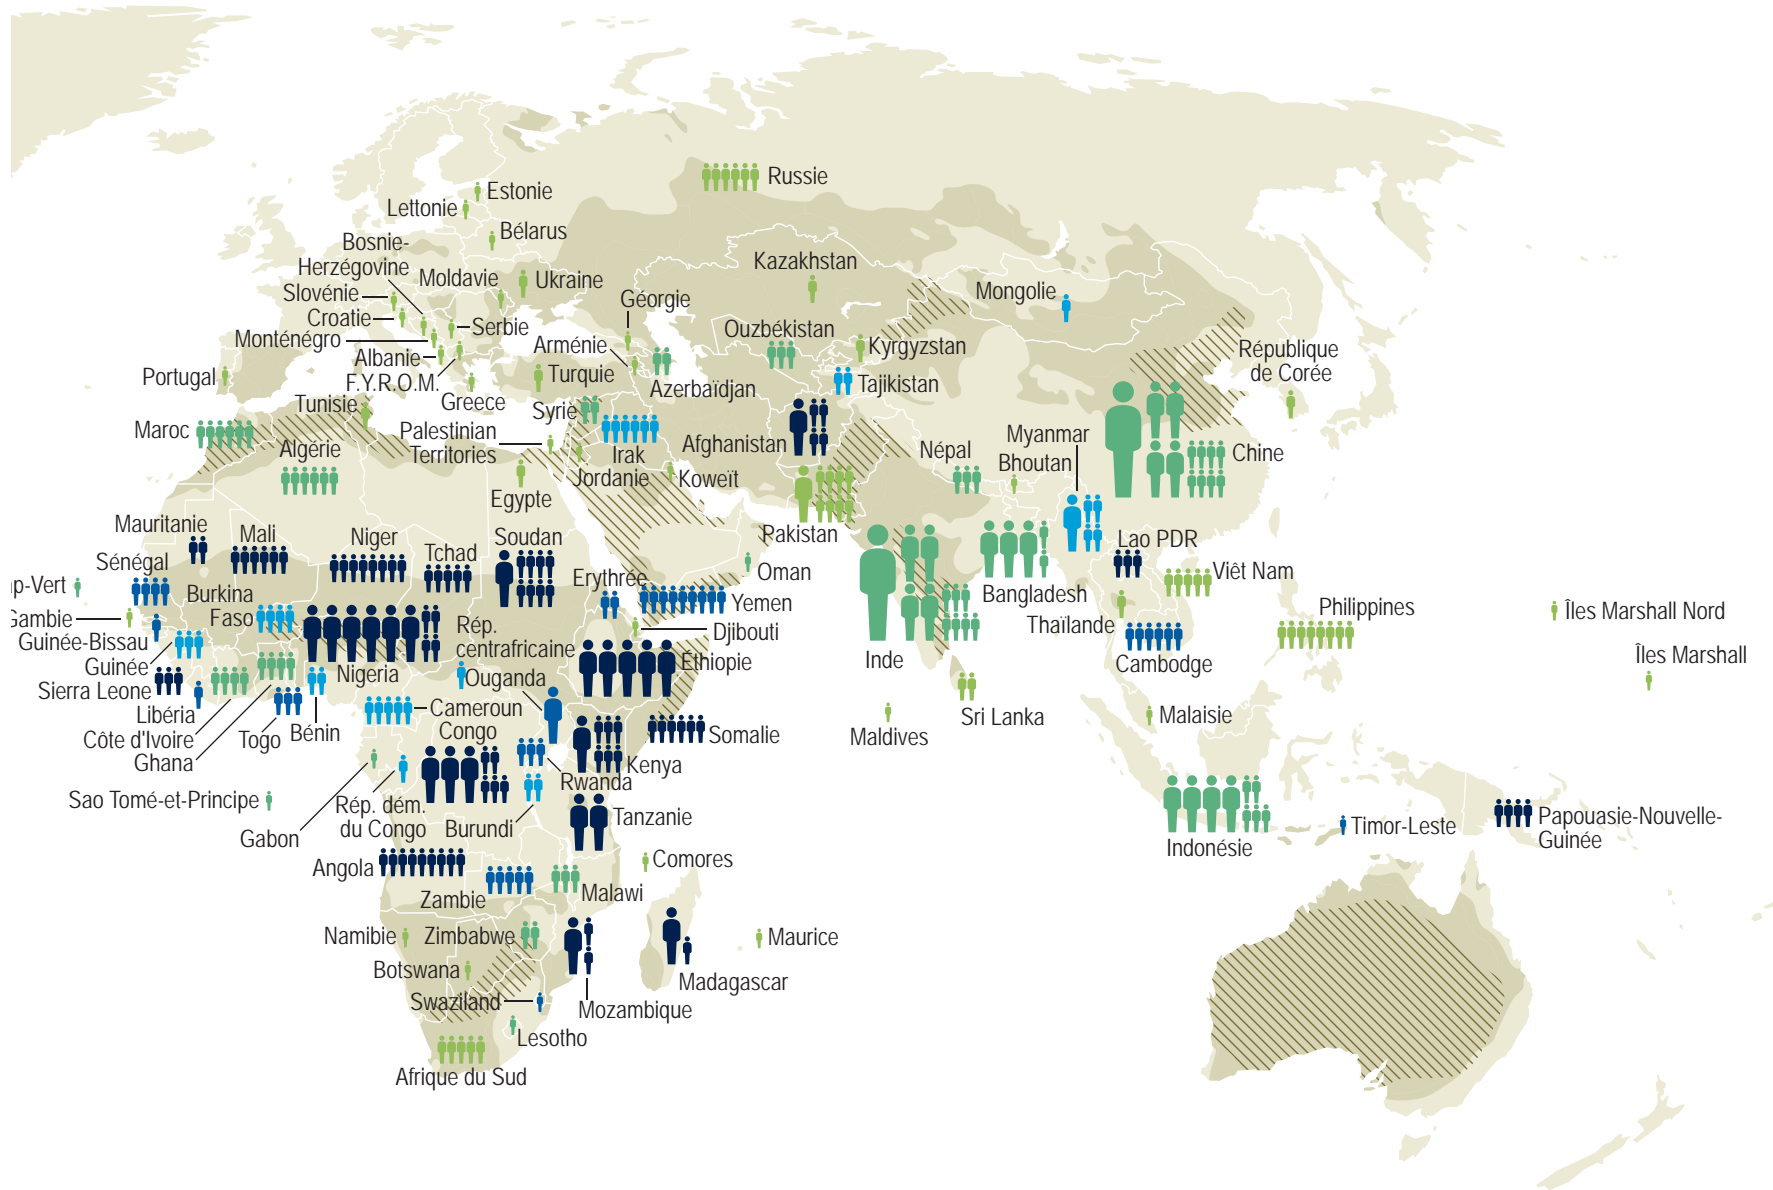 Russie
Estonie
Lettonie
Bélarus
Bosnie-
Herzégovine
Moldavie
Ukraine
Kazakhstan
Slovénie
Croatie
Serbie
Géorgie
Mongolie
Monténégro
Albanie
F.Y.R.O.M.
Arménie
Ouzbékistan
Kyrgyzstan
République
de Corée
Portugal
Greece
Turquie
Azerbaïdjan
Tajikistan
Tunisie
Syrie
Maroc
Algérie
Palestinian
Territories
Irak
Jordanie
Koweït
Afghanistan
Népal
Myanmar
Bhoutan
Chine
Egypte
Pakistan
Mauritanie
Mali
Niger
Tchad
Soudan
Lao PDR
Sénégal
Erythrée
Oman
Viêt Nam
ap-Vert
Burkina
Faso
Yemen
Bangladesh
Thaïlande
Philippines
Îles Marshall Nord
Gambie
Guinée-Bissau
Guinée
Rép.
centrafricaine
Djibouti
Éthiopie
Inde
Cambodge
Îles Marshall
Sierra Leone
Nigeria
Ouganda
Libéria
Cameroun
Congo
Somalie
Maldives
Sri Lanka
Malaisie
Côte d'Ivoire
Ghana
Togo
Bénin
Kenya
Rwanda
Sao Tomé-et-Principe
Gabon
Rép. dém.
du Congo
Burundi
Tanzanie
Indonésie
Timor-Leste
Papouasie-Nouvelle-
Guinée
Angola
Zambie
Malawi
Comores
Namibie
Zimbabwe
Maurice
Botswana
Madagascar
Swaziland
Mozambique
Lesotho
Afrique du Sud